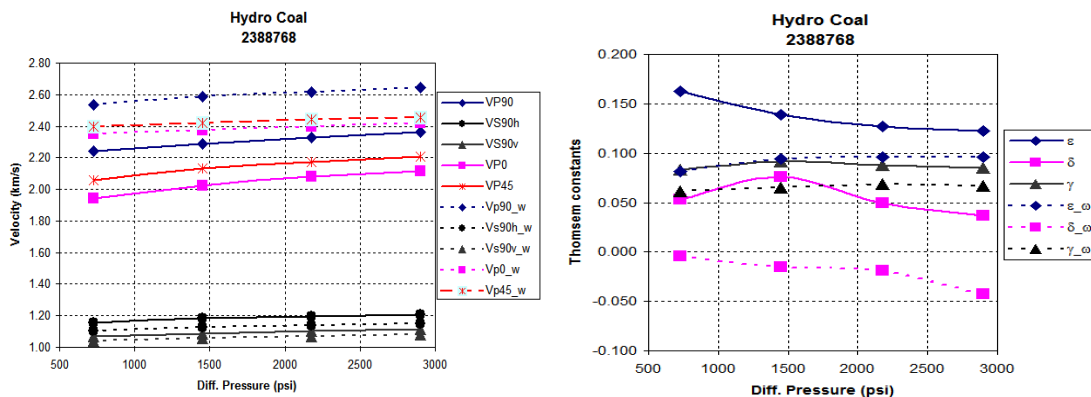 Hydro Coal
2388768
2.80
2.60
2.40
2.20
2.00
1.80
1.60
1.40
1.20
1.00
Velocity (km/s)
500
1000
1500
2000
2500
3000
Diff. Pressure (psi)
VP90
VS90h
VS90v
VP0
VP45
Vp90_w
Vs90h_w
Vs90v_w
Vp0_w
Vp45_w
Hydro Coal
2388768
0.200
0.150
0.100
0.050
0.000
-0.050
-0.100
Thomsem constants
500
1000
1500
2000
2500
3000
Diff. Pressure (psi)
ε
δ
γ
ε_ω
δ_ω
γ_ω